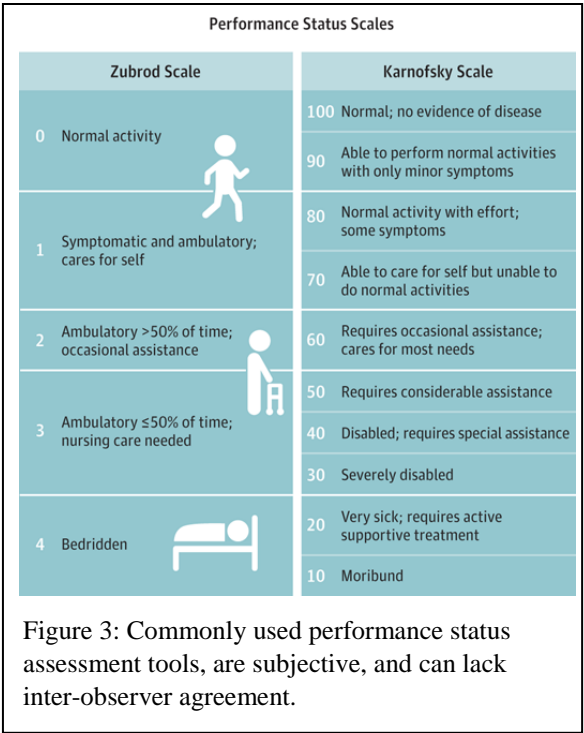 Performance Status Scales
Zubrod Scale
0 Normal activity
1 Symptomatic and ambulatory;
cares for self
2 Ambulatory >50% of time;
occasional assistance
3 Ambulatory ≤50% of time;
nursing care needed
4 Bedridden
Karnofsky Scale
100 Normal; no evidence of disease
90 Able to perform normal activities
with only minor symptoms
80 Normal activity with effort;
some symptoms
70 Able to care for self but unable to
do normal activities
60 Requires occasional assistance;
cares for most needs
50 Requires considerable assistance
40 Disabled; requires special assistance
30 Severely disabled
20 Very sick; requires active
supportive treatment
10 Moribund
Figure 3: Commonly used performance status
assessment tools, are subjective, and can lack
inter-observer agreement.